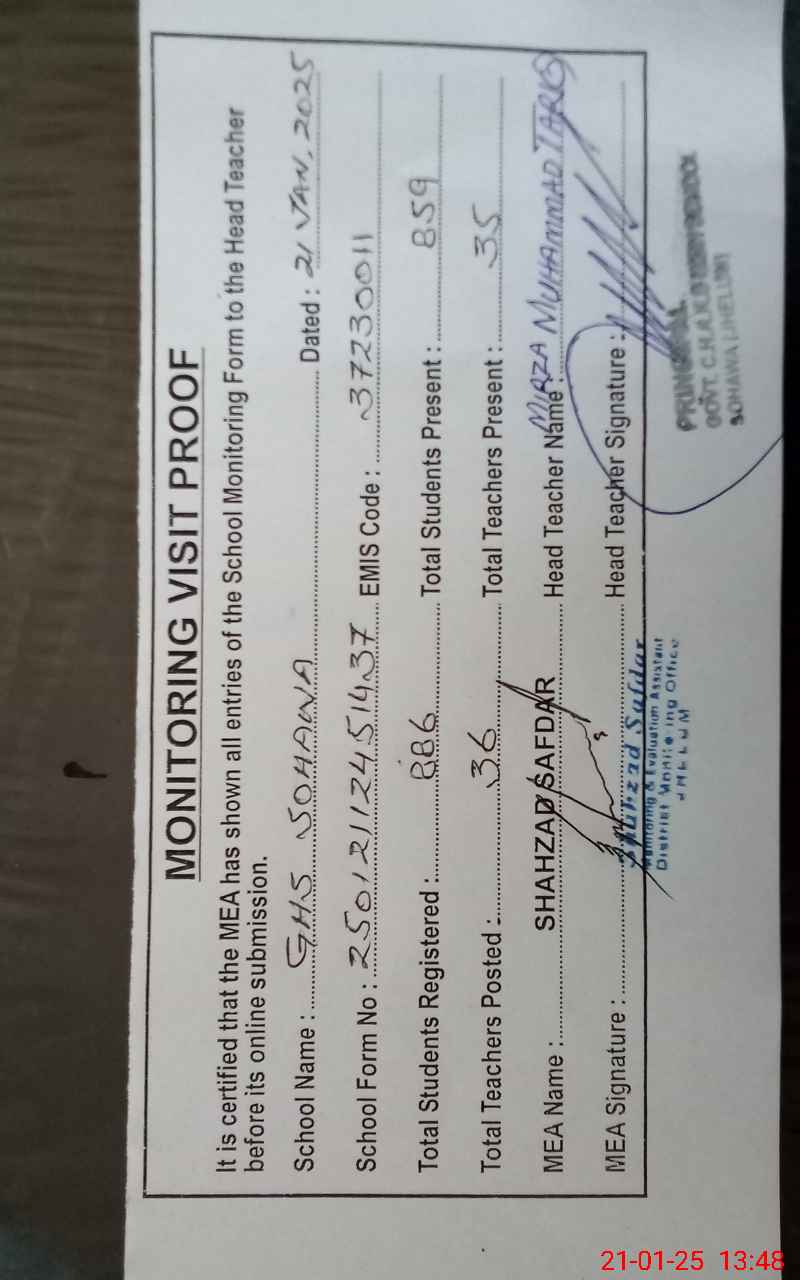 MONITORING VISIT PROOF
It is certified that the MEA has shown all entries of the School Monitoring Form to the Head Teacher
before its online submission.
School Name : GHS SOHAWA Dated : 21 JAN, 2025
School Form No : 2501211245 1437 EMIS Code : 37230011
Total Students Registered : 886 Total Students Present : 859
Total Teachers Posted : 36 Total Teachers Present : 35
MEA Name : SHAHZAD SAFDAR Head Teacher Name : MIRZA MUHAMMAD TARIQ
MEA Signature : Head Teacher Signature :
Shahzad Safdar
Monitoring & Evaluation Assistant
District Monitoring Office
JHELUM
PRINCIPAL
GOVT.
SOHAWA (JHELUM)
21-01-25 13:48